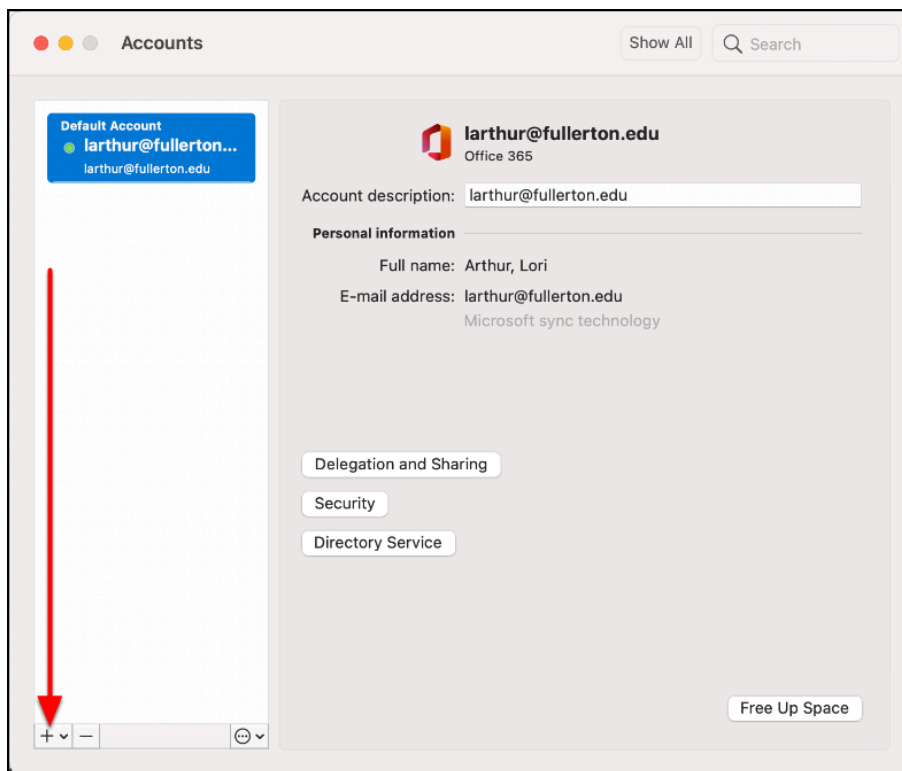 Accounts
Show All
Search
Default Account
larthur@fullerton...
larthur@fullerton.edu
larthur@fullerton.edu
Office 365
Account description: larthur@fullerton.edu
Personal information
Full name: Arthur, Lori
E-mail address: larthur@fullerton.edu
Microsoft sync technology
Delegation and Sharing
Security
Directory Service
Free Up Space